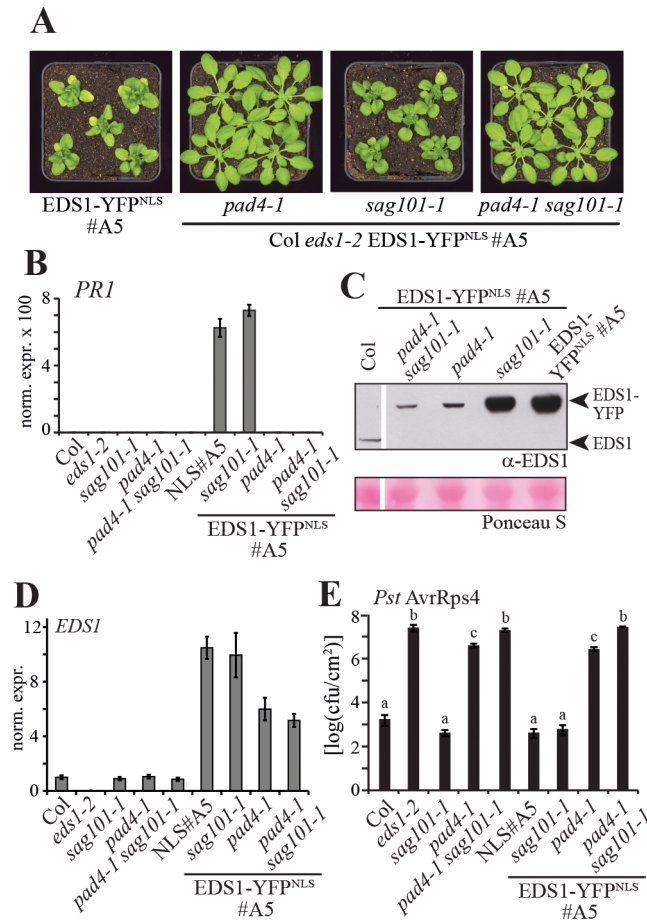 A
EDS1-YFP^NLS #A5
pad4-1
sag101-1
pad4-1 sag101-1
Col eds1-2 EDS1-YFP^NLS #A5
B
PR1
norm. expr. x 100
8
4
0
Col
eds1-2
sag101-1
pad4-1
pad4-1 sag101-1
NLS#A5
sag101-1
pad4-1
pad4-1
sag101-1
EDS1-YFP^NLS
#A5
C
EDS1-YFP^NLS #A5
Col
pad4-1
sag101-1
pad4-1
sag101-1
EDS1-
YFP^NLS #A5
EDS1-
YFP
EDS1
α-EDS1
Ponceau S
D
EDS1
norm. expr.
12
8
4
0
Col
eds1-2
sag101-1
pad4-1
pad4-1 sag101-1
NLS#A5
sag101-1
pad4-1
pad4-1
sag101-1
EDS1-YFP^NLS
#A5
E
Pst AvrRps4
[log(cfu/cm²)]
8
6
4
2
0
a
b
a
c
b
a
a
c
b
Col
eds1-2
sag101-1
pad4-1
pad4-1 sag101-1
NLS#A5
sag101-1
pad4-1
pad4-1
sag101-1
EDS1-YFP^NLS
#A5